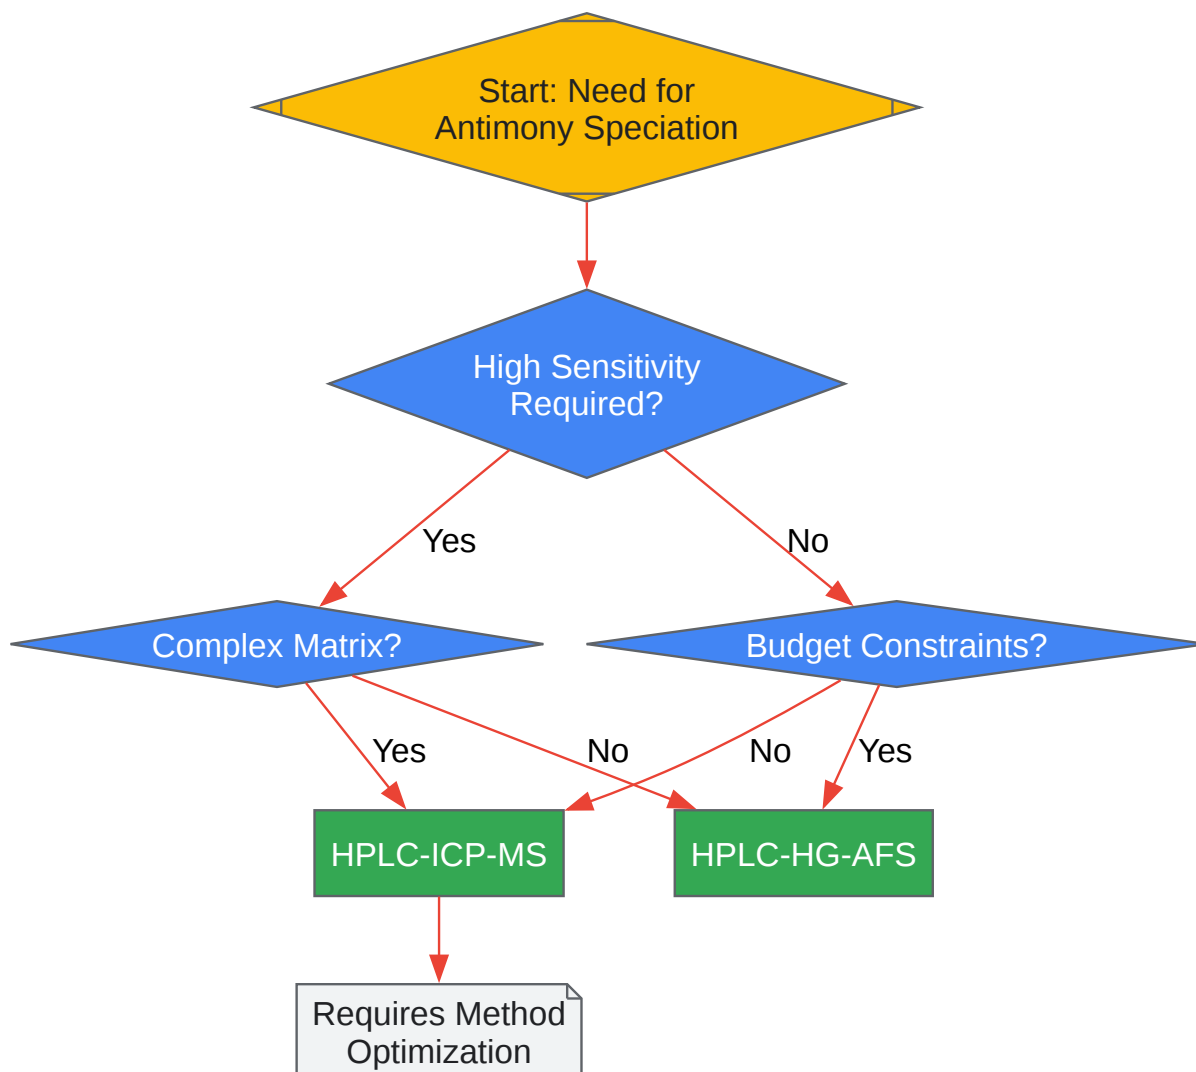 Start: Need for
Antimony Speciation
High Sensitivity
Required?
Yes
No
Complex Matrix?
Budget Constraints?
Yes
No
No
Yes
HPLC-ICP-MS
HPLC-HG-AFS
Requires Method
Optimization